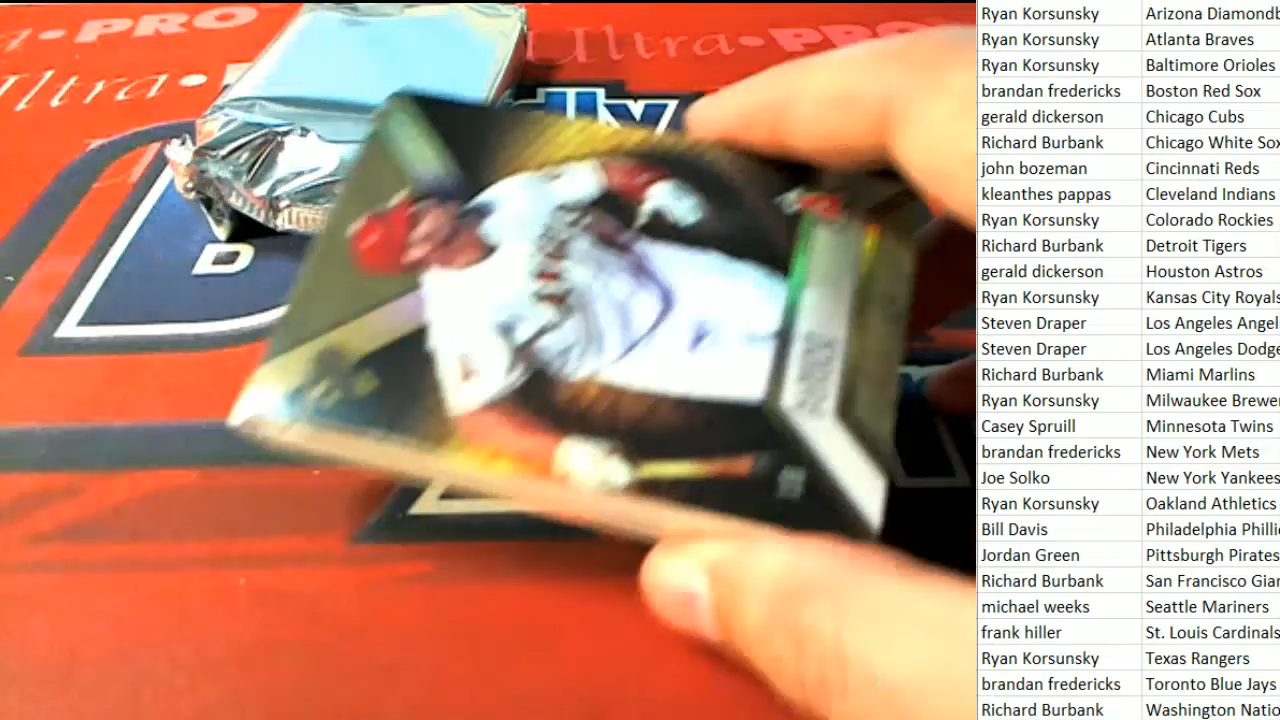 a•PRO
Ultra•PRO
Ultra•P
lly
D
Ryan Korsunsky Arizona Diamondb
Ryan Korsunsky Atlanta Braves
Ryan Korsunsky Baltimore Orioles
brandan fredericks Boston Red Sox
gerald dickerson Chicago Cubs
Richard Burbank Chicago White Sox
john bozeman Cincinnati Reds
kleanthes pappas Cleveland Indians
Ryan Korsunsky Colorado Rockies
Richard Burbank Detroit Tigers
gerald dickerson Houston Astros
Ryan Korsunsky Kansas City Royals
Steven Draper Los Angeles Angel
Steven Draper Los Angeles Dodge
Richard Burbank Miami Marlins
Ryan Korsunsky Milwaukee Brewer
Casey Spruill Minnesota Twins
brandan fredericks New York Mets
Joe Solko New York Yankees
Ryan Korsunsky Oakland Athletics
Bill Davis Philadelphia Phillie
Jordan Green Pittsburgh Pirates
Richard Burbank San Francisco Gian
michael weeks Seattle Mariners
frank hiller St. Louis Cardinals
Ryan Korsunsky Texas Rangers
brandan fredericks Toronto Blue Jays
Richard Burbank Washington Natio